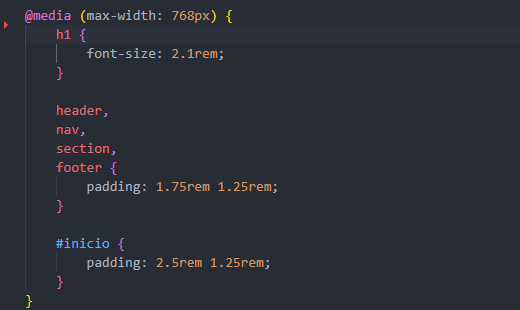 @media (max-width: 768px) {
    h1 {
        font-size: 2.1rem;
    }

    header,
    nav,
    section,
    footer {
        padding: 1.75rem 1.25rem;
    }

    #inicio {
        padding: 2.5rem 1.25rem;
    }
}